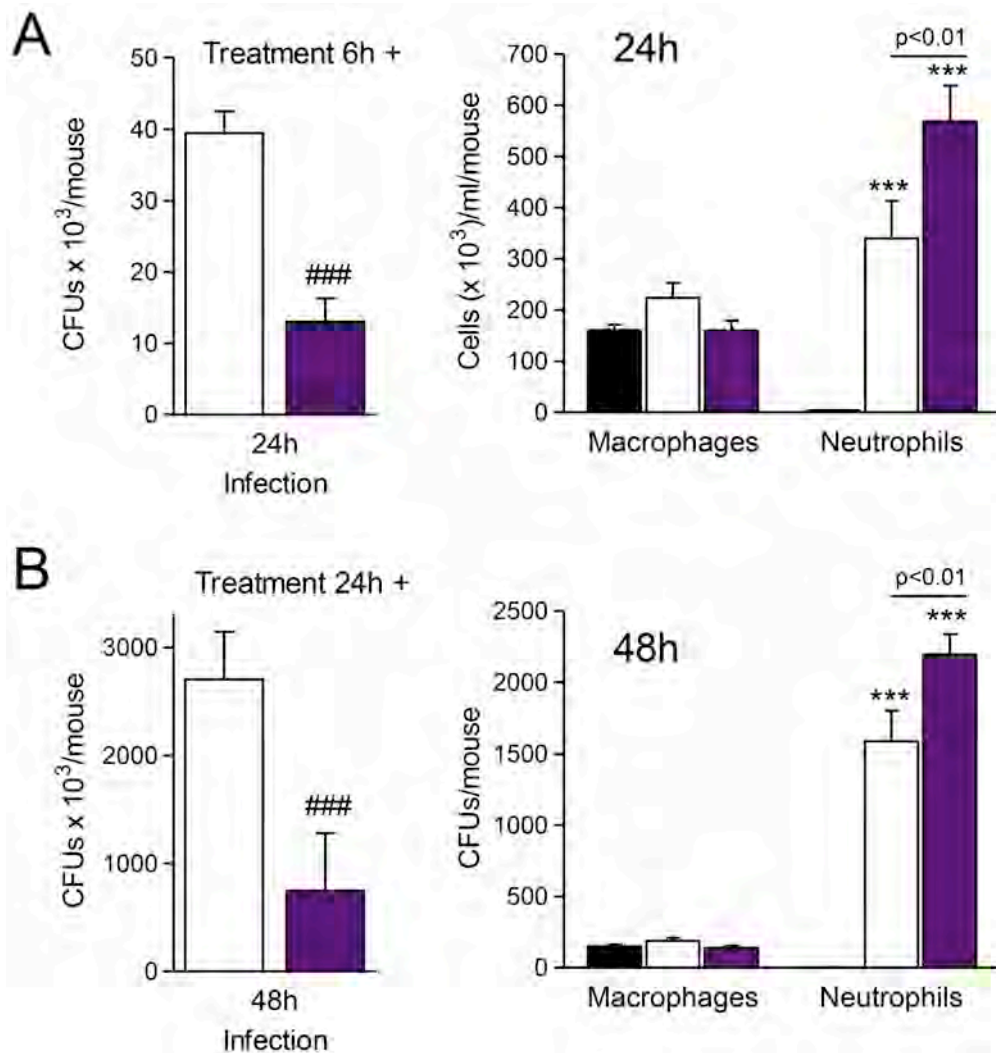 A
Treatment 6h +
CFUs x 10³/mouse
50
40
30
20
10
0
###
24h
Infection
24h
p<0.01
Cells (x 10³)/ml/mouse
700
600
500
400
300
200
100
0
***
***
Macrophages
Neutrophils
B
Treatment 24h +
CFUs x 10³/mouse
3000
2000
1000
0
###
48h
Infection
48h
p<0.01
CFUs/mouse
2500
2000
1500
1000
500
0
***
***
Macrophages
Neutrophils